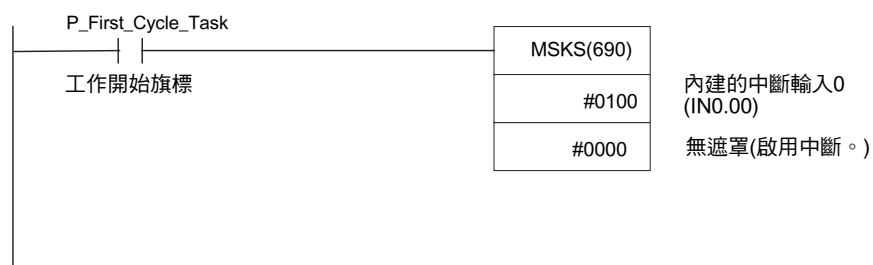 P_First_Cycle_Task
工作開始旗標
MSKS(690)
#0100
內建的中斷輸入0
(IN0.00)
#0000
無遮罩(啟用中斷。)